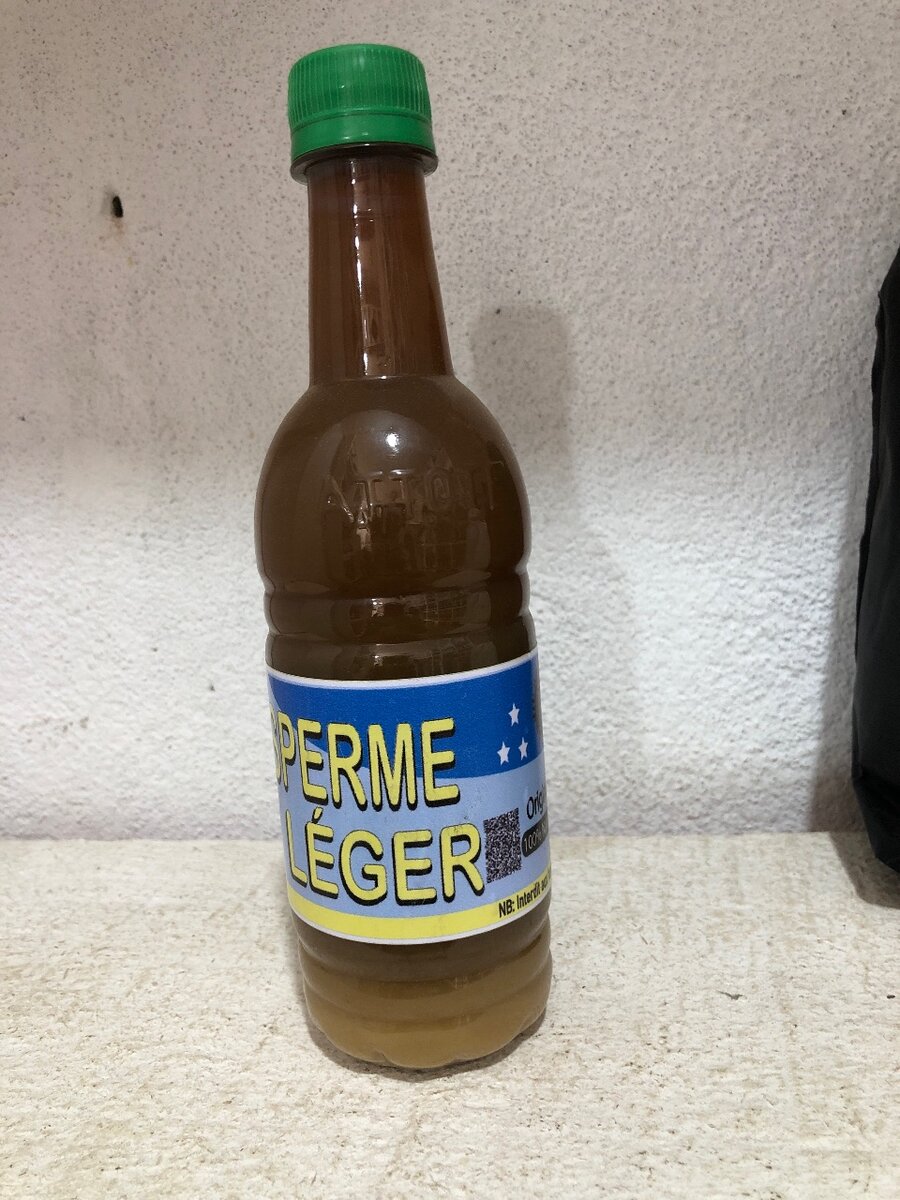 SPERME
LÉGER
NB: Interdit